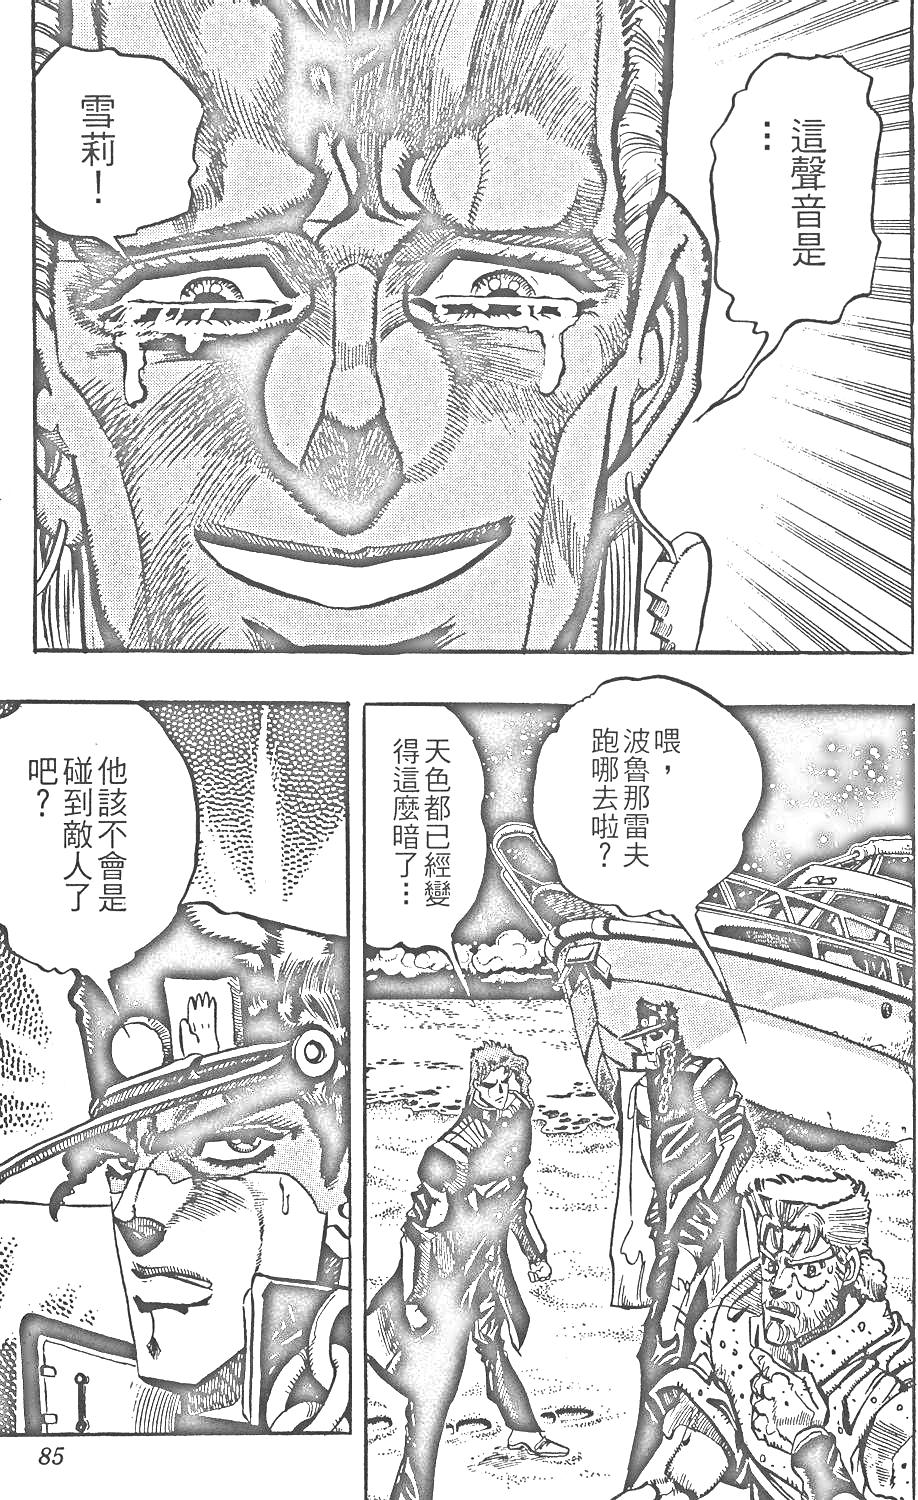 這聲音是
⋯
雪莉！
喂，
波魯那雷夫
跑哪去啦？
天色都已經變
得這麼暗了⋯
他該不會是
碰到敵人了
吧？
85